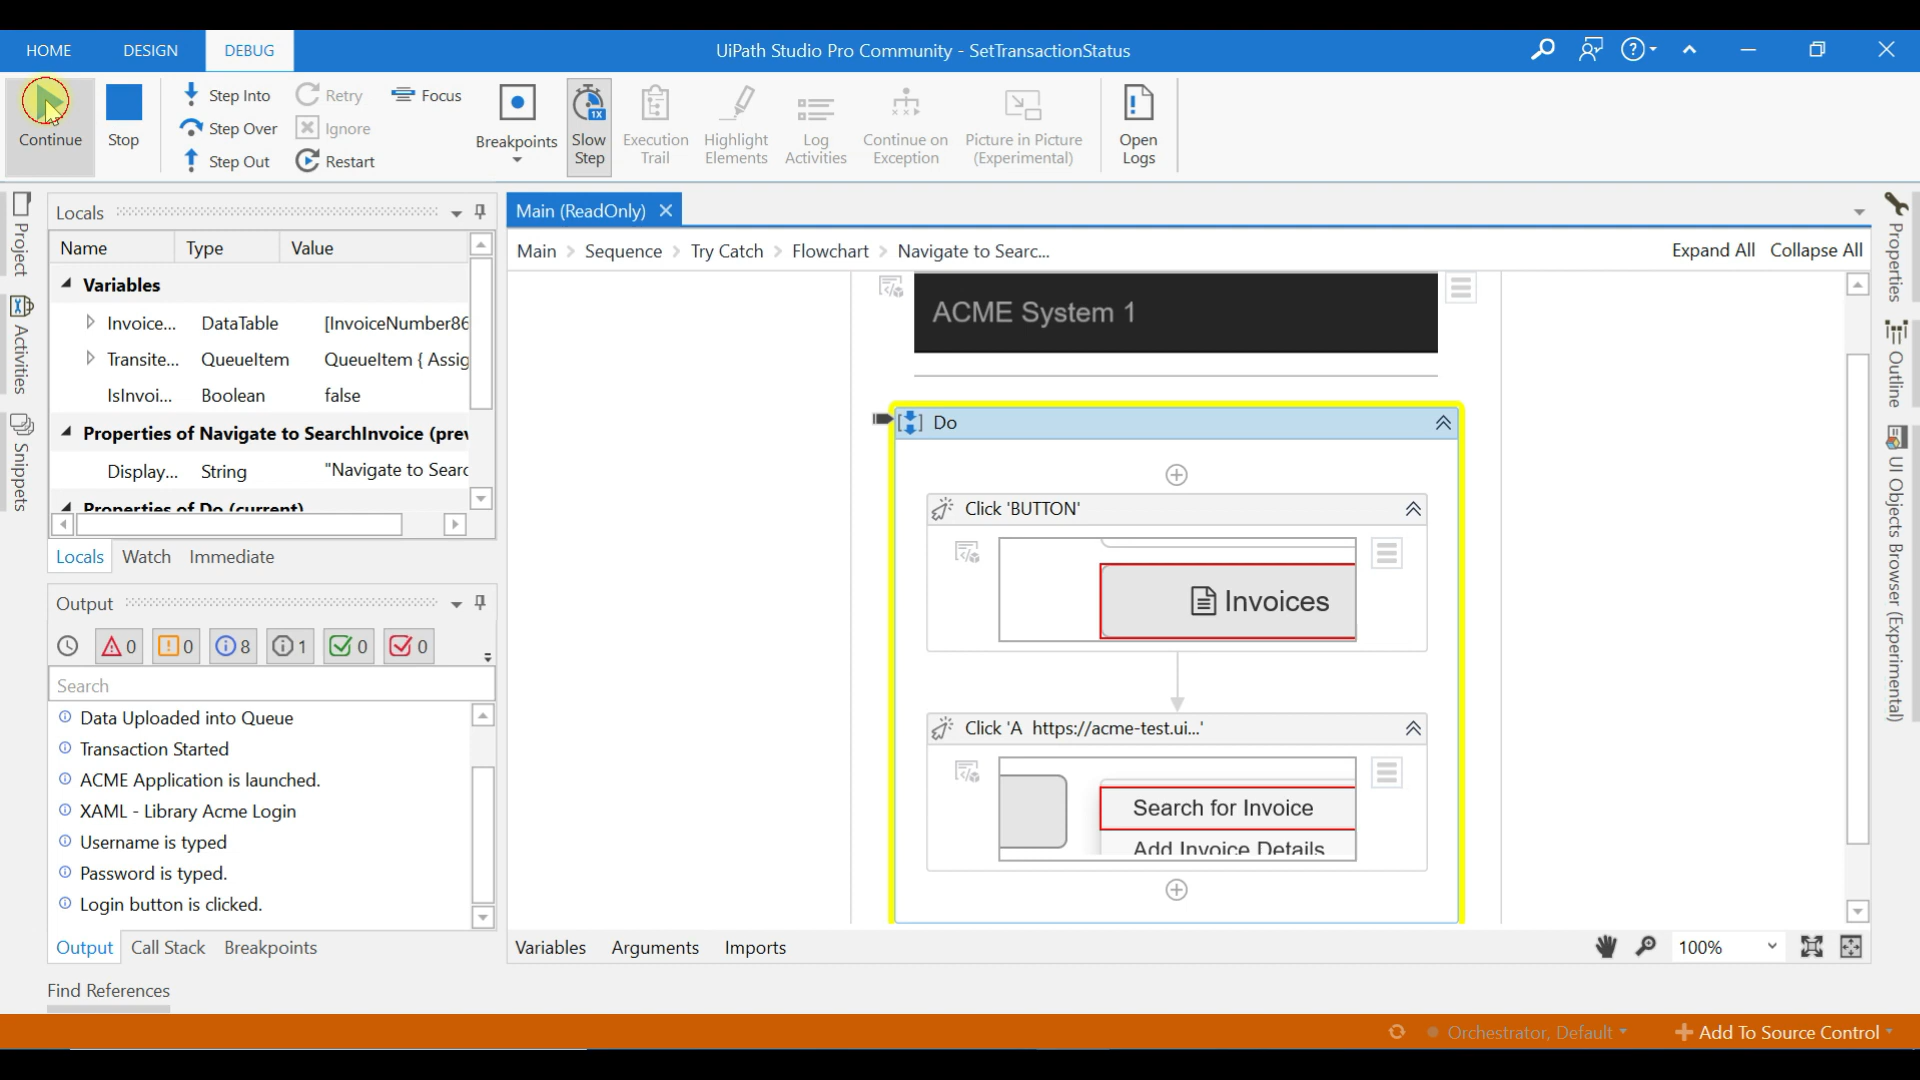 HOME DESIGN DEBUG UiPath Studio Pro Community - SetTransactionStatus
Continue
Stop
Step Into
Step Over
Step Out
Retry
Ignore
Restart
Focus
Breakpoints
1X
Slow
Step
Execution
Trail
Highlight
Elements
Log
Activities
Continue on
Exception
Picture in Picture
(Experimental)
Open
Logs
Project
Activities
Snippets
Locals
Name Type Value
Variables
Invoice... DataTable [InvoiceNumber86
Transite... QueueItem QueueItem { Assig
IsInvoi... Boolean false
Properties of Navigate to SearchInvoice (prev
Display... String "Navigate to Searc
Properties of Do (current)
Locals Watch Immediate
Output
0 0 8 1 0 0
Search
Data Uploaded into Queue
Transaction Started
ACME Application is launched.
XAML - Library Acme Login
Username is typed
Password is typed.
Login button is clicked.
Output Call Stack Breakpoints
Find References
Main (ReadOnly)
Main Sequence Try Catch Flowchart Navigate to Searc...
Expand All Collapse All
ACME System 1
Do
Click 'BUTTON'
Invoices
Click 'A https://acme-test.ui...'
Search for Invoice
Add Invoice Details
Variables Arguments Imports
100%
Properties
Outline
UI Objects Browser (Experimental)
Orchestrator, Default
Add To Source Control